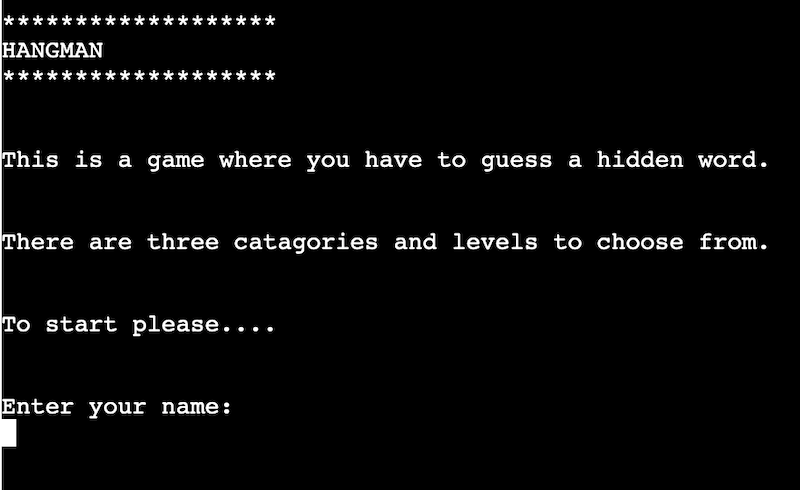 *******************
HANGMAN
*******************
This is a game where you have to guess a hidden word.
There are three catagories and levels to choose from.
To start please....
Enter your name: